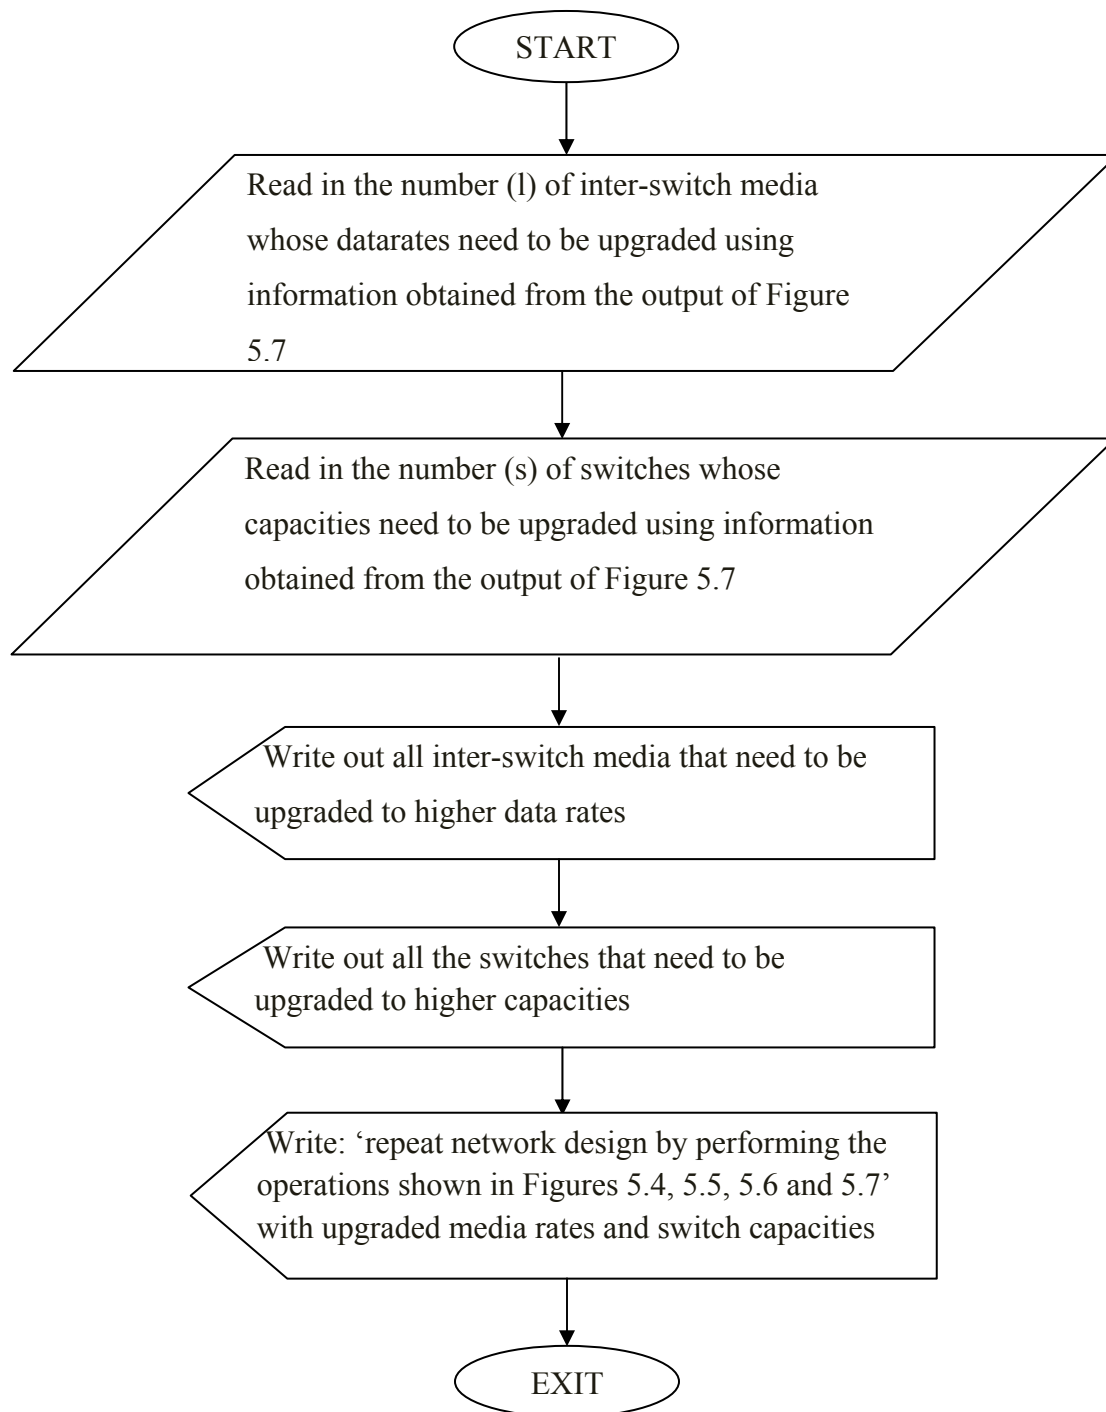 START
Read in the number (l) of inter-switch media
whose datarates need to be upgraded using
information obtained from the output of Figure
5.7
Read in the number (s) of switches whose
capacities need to be upgraded using information
obtained from the output of Figure 5.7
Write out all inter-switch media that need to be
upgraded to higher data rates
Write out all the switches that need to be
upgraded to higher capacities
Write: ‘repeat network design by performing the
operations shown in Figures 5.4, 5.5, 5.6 and 5.7’
with upgraded media rates and switch capacities
EXIT